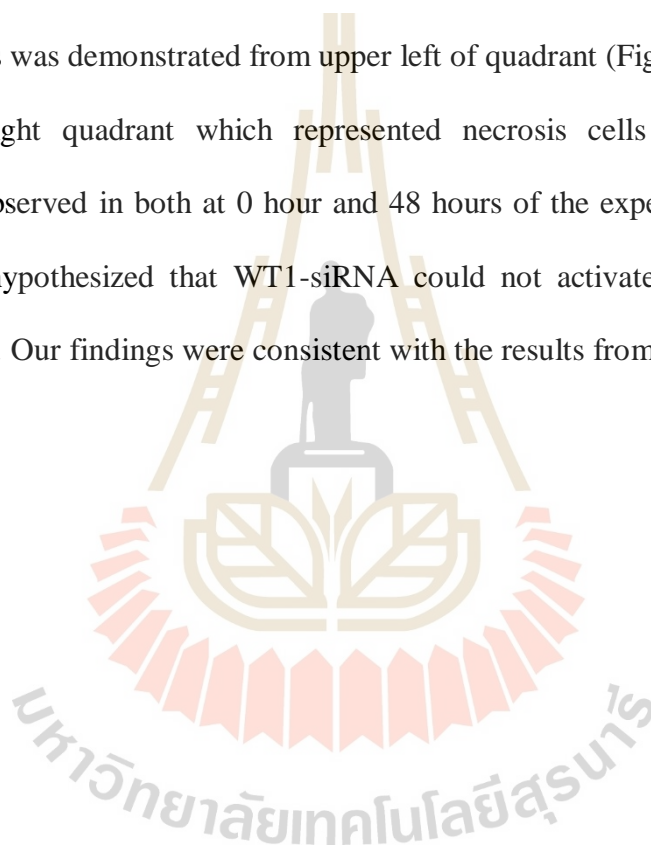 was demonstrated from upper left of quadrant (Fig
ght quadrant which represented necrosis cells
served in both at 0 hour and 48 hours of the expe
ypothesized that WT1-siRNA could not activate
Our findings were consistent with the results from
มหาวิทยาลัยเทคโนโลยีสุรนารี